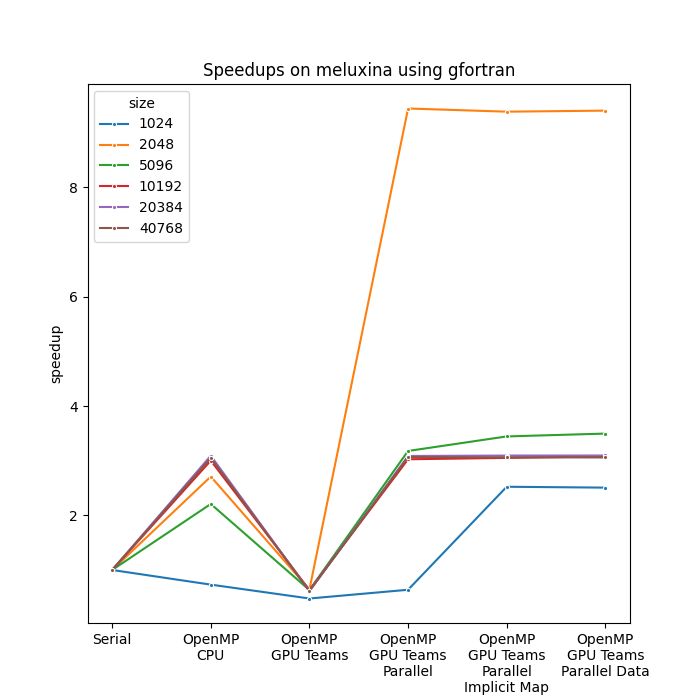 Speedups on meluxina using gfortran
size
1024
2048
5096
10192
20384
40768
speedup
8
6
4
2
Serial
OpenMP
CPU
OpenMP
GPU Teams
OpenMP
GPU Teams
Parallel
OpenMP
GPU Teams
Parallel
Implicit Map
OpenMP
GPU Teams
Parallel Data